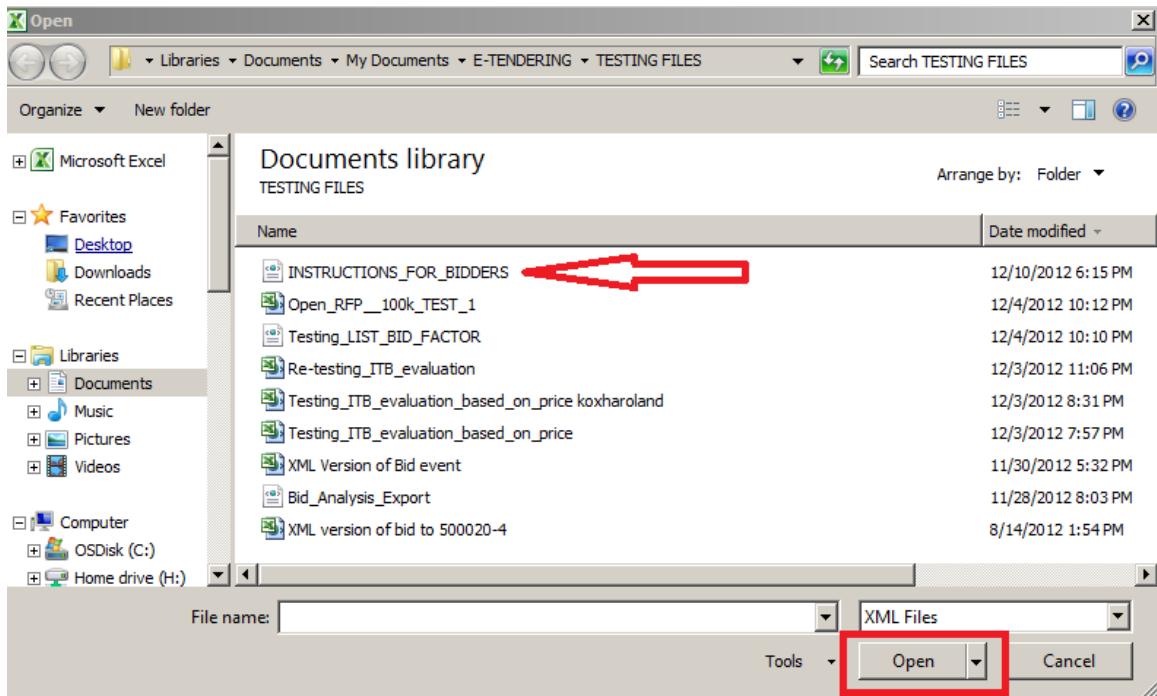 Open
Libraries Documents My Documents E-TENDERING TESTING FILES Search TESTING FILES
Organize New folder
Microsoft Excel
Favorites
Desktop
Downloads
Recent Places
Libraries
Documents
Music
Pictures
Videos
Computer
OSDisk (C:)
Home drive (H:)
Documents library
TESTING FILES
Arrange by: Folder
Name Date modified
INSTRUCTIONS_FOR_BIDDERS 12/10/2012 6:15 PM
Open_RFP__100k_TEST_1 12/4/2012 10:12 PM
Testing_LIST_BID_FACTOR 12/4/2012 10:10 PM
Re-testing_ITB_evaluation 12/3/2012 11:06 PM
Testing_ITB_evaluation_based_on_price koxharoland 12/3/2012 8:31 PM
Testing_ITB_evaluation_based_on_price 12/3/2012 7:57 PM
XML Version of Bid event 11/30/2012 5:32 PM
Bid_Analysis_Export 11/28/2012 8:03 PM
XML version of bid to 500020-4 8/14/2012 1:54 PM
File name: XML Files
Tools Open Cancel